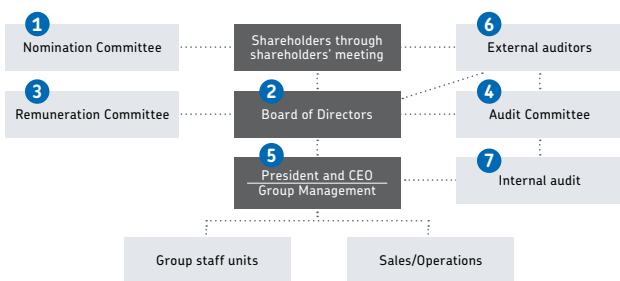 1
Nomination Committee
Shareholders through
shareholders' meeting
6
External auditors
3
Remuneration Committee
2
Board of Directors
4
Audit Committee
5
President and CEO
Group Management
7
Internal audit
Group staff units
Sales/Operations